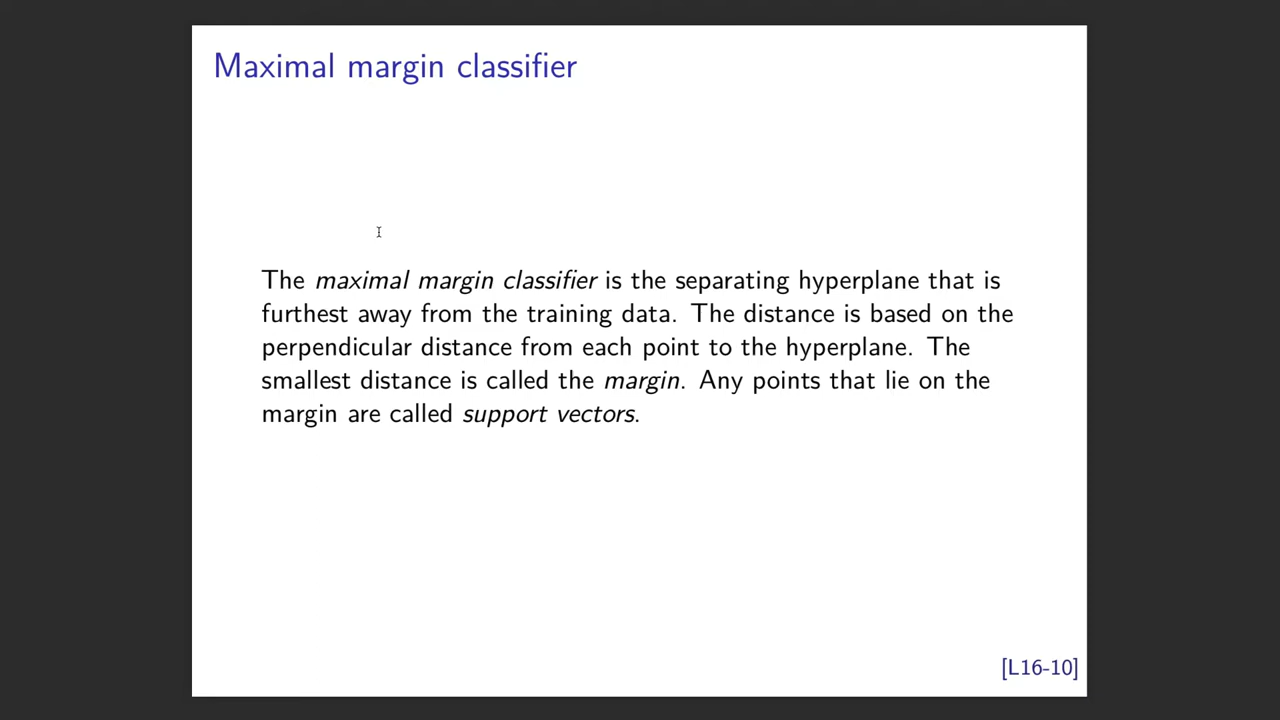 Maximal margin classifier
The maximal margin classifier is the separating hyperplane that is
furthest away from the training data. The distance is based on the
perpendicular distance from each point to the hyperplane. The
smallest distance is called the margin. Any points that lie on the
margin are called support vectors.
[L16-10]